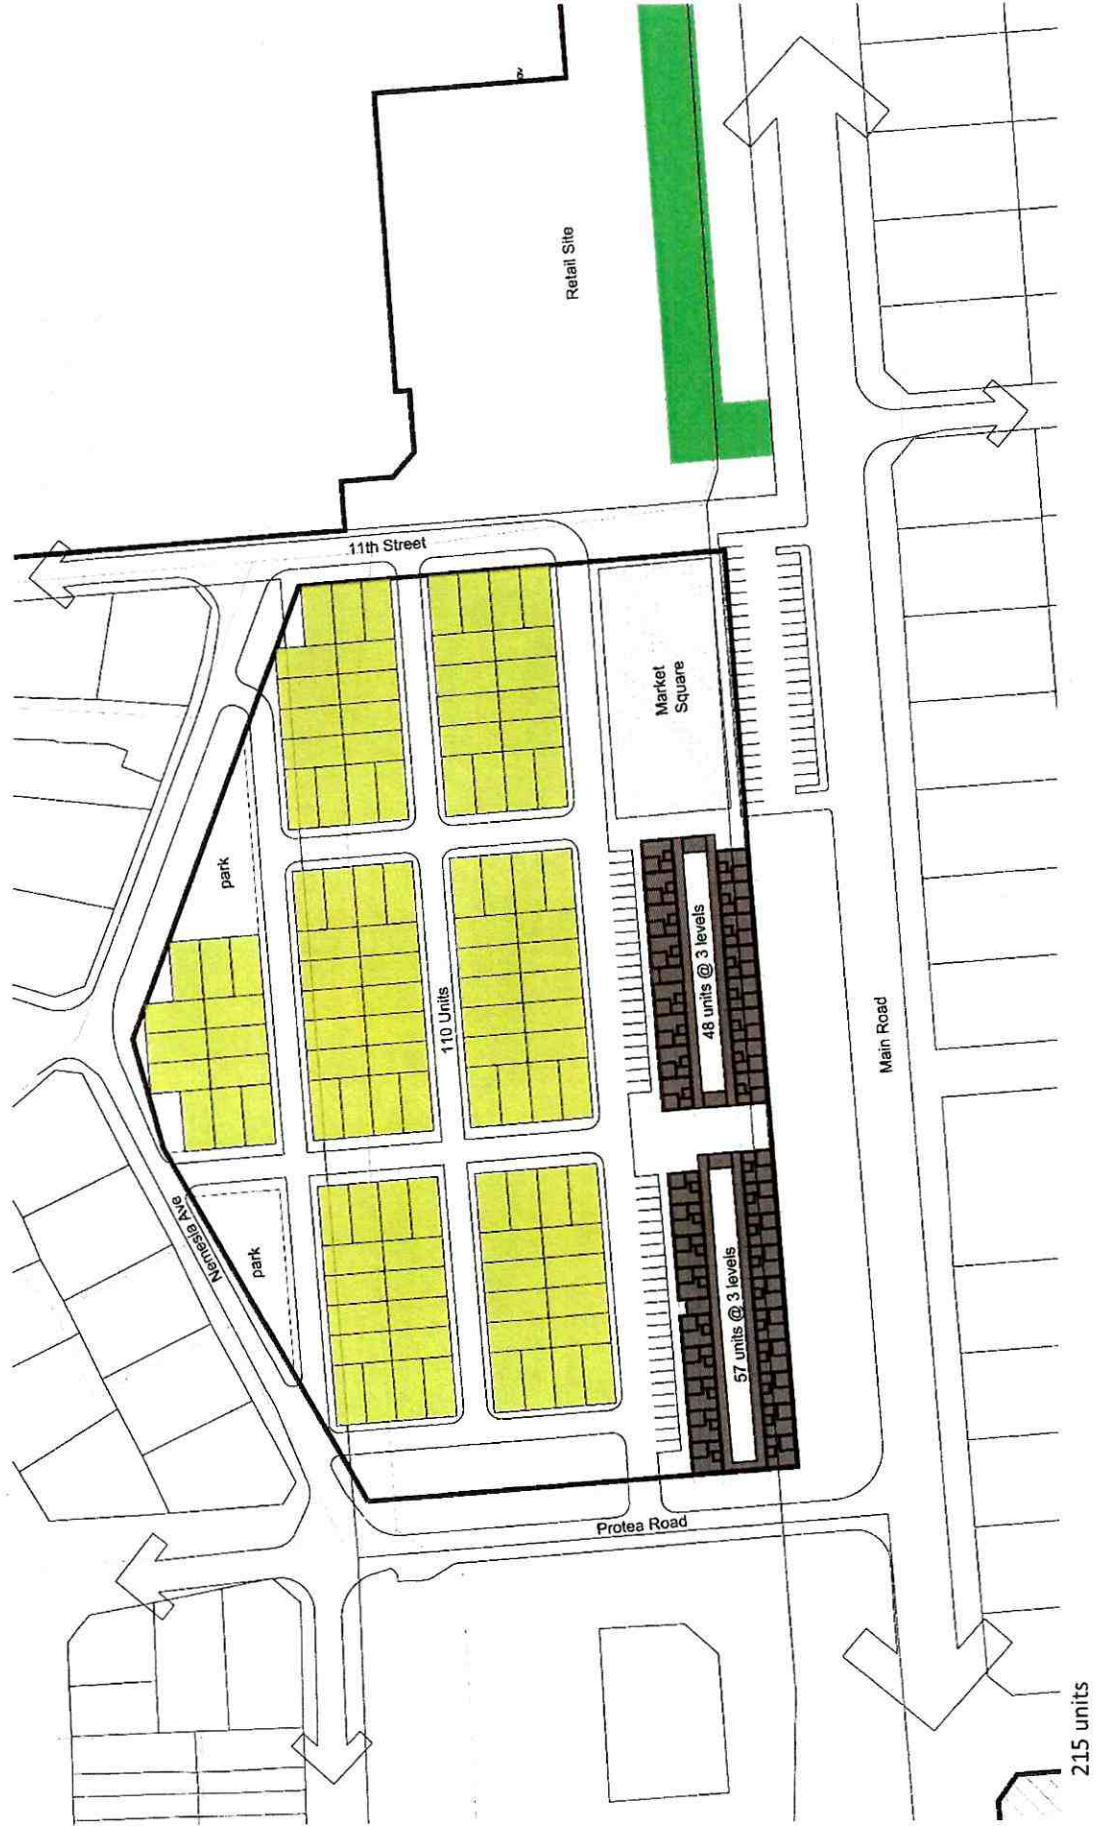 Retail Site
11th Street
Market
Square
park
110 Units
48 units @ 3 levels
Main Road
Nemesia Ave
park
57 units @ 3 levels
Protea Road
215 units